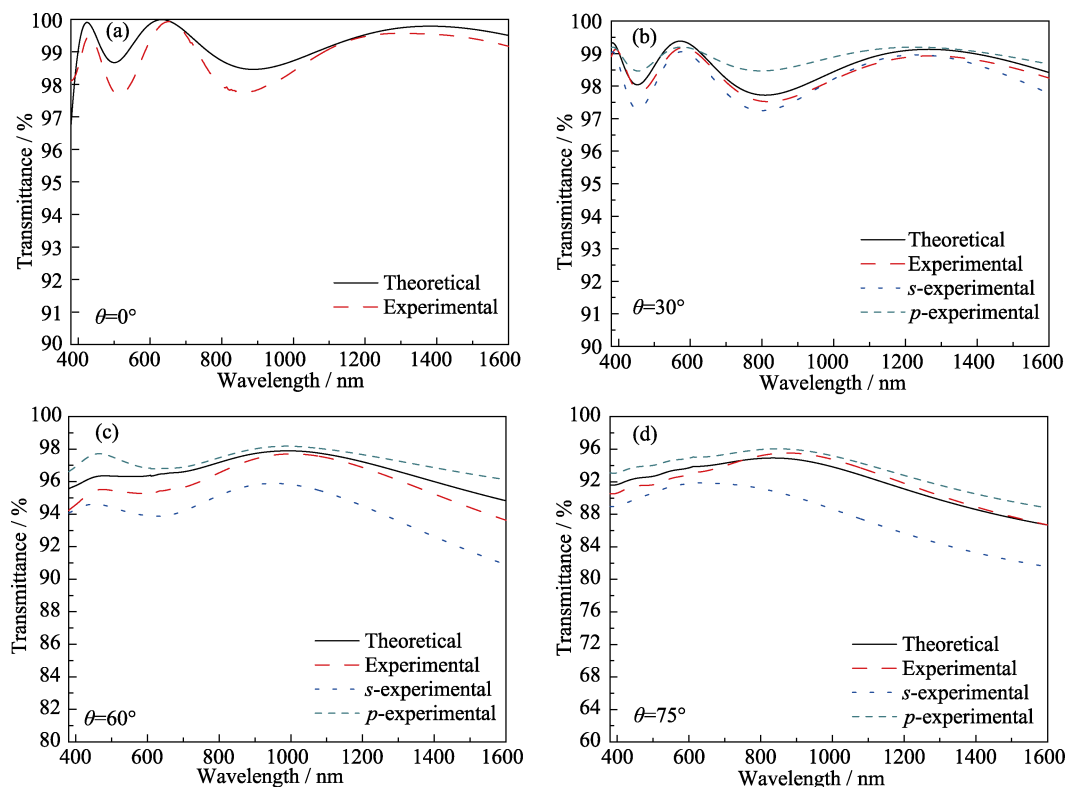 (a)
100
99
98
97
96
95
94
93
92
91
90
Transmittance / %
Theoretical
Experimental
θ=0°
400 600 800 1000 1200 1400 1600
Wavelength / nm
(b)
100
99
98
97
96
95
94
93
92
91
90
Transmittance / %
Theoretical
Experimental
s-experimental
p-experimental
θ=30°
400 600 800 1000 1200 1400 1600
Wavelength / nm
(c)
100
98
96
94
92
90
88
86
84
82
80
Transmittance / %
Theoretical
Experimental
s-experimental
p-experimental
θ=60°
400 600 800 1000 1200 1400 1600
Wavelength / nm
(d)
100
96
92
88
84
80
76
72
68
64
60
Transmittance / %
Theoretical
Experimental
s-experimental
p-experimental
θ=75°
400 600 800 1000 1200 1400 1600
Wavelength / nm